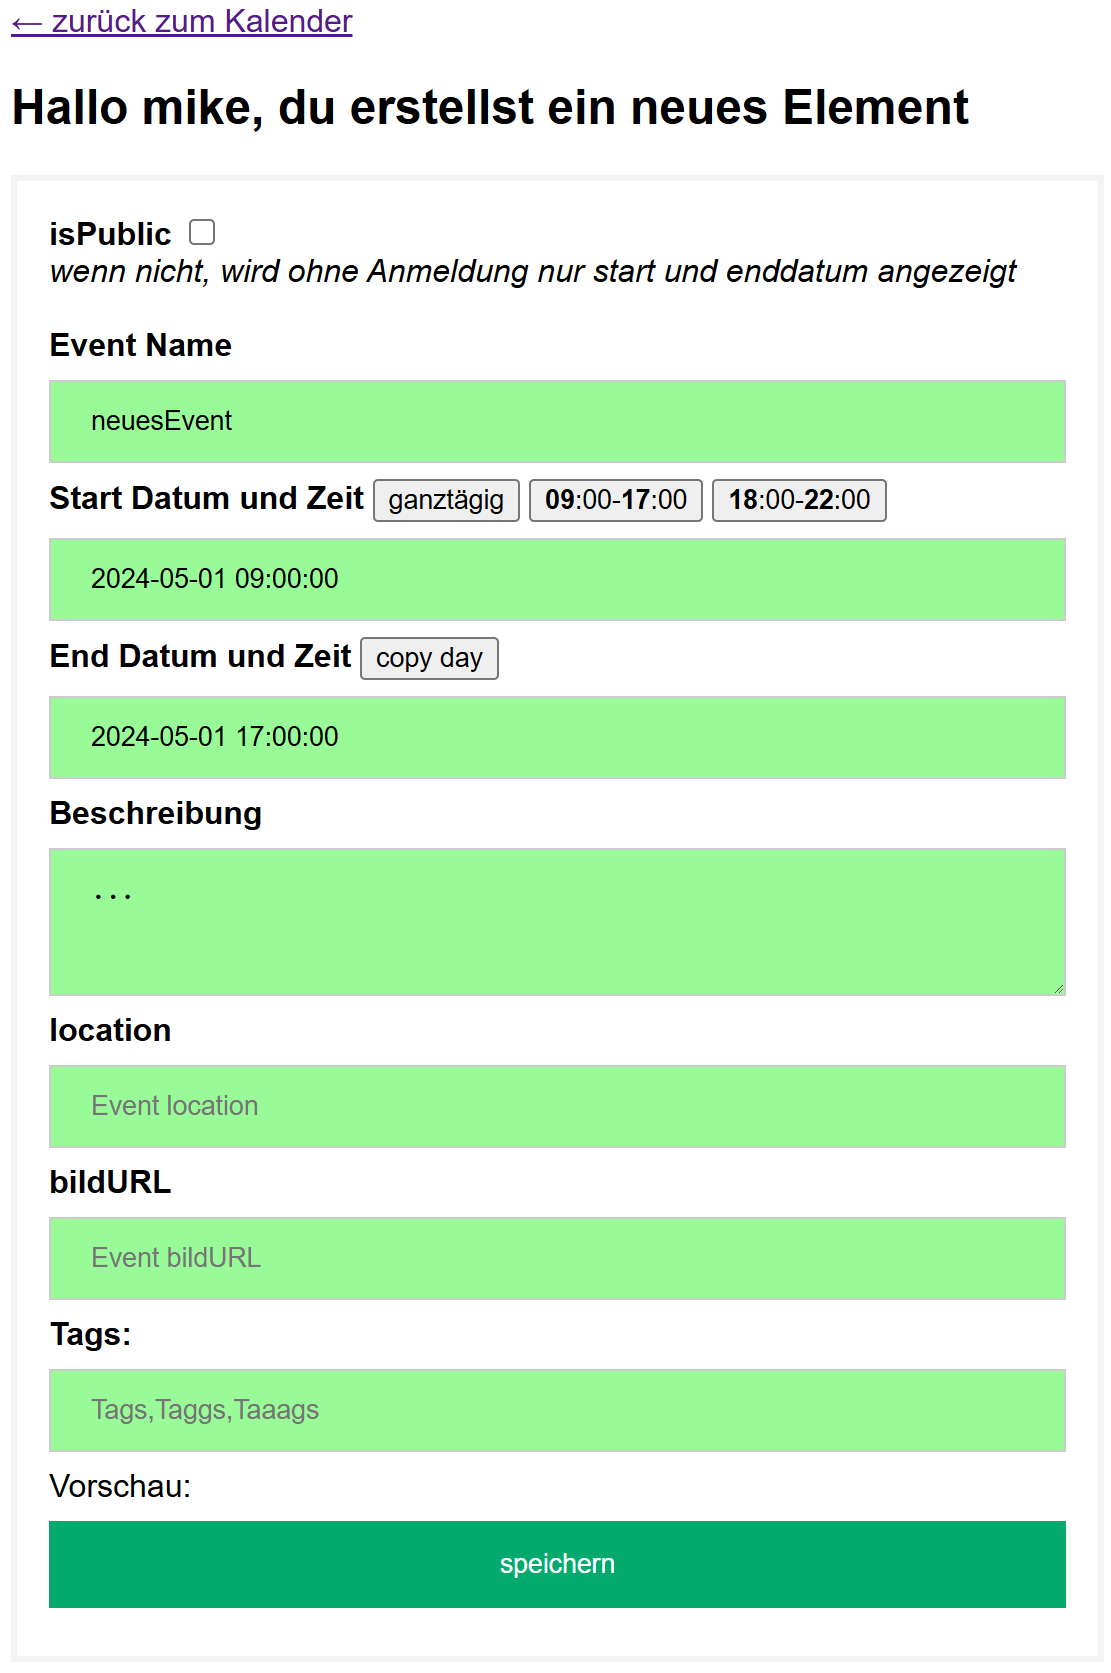 ← zurück zum Kalender
Hallo mike, du erstellst ein neues Element
isPublic
wenn nicht, wird ohne Anmeldung nur start und enddatum angezeigt
Event Name
neuesEvent
Start Datum und Zeit ganztägig 09:00-17:00 18:00-22:00
2024-05-01 09:00:00
End Datum und Zeit copy day
2024-05-01 17:00:00
Beschreibung
...
location
Event location
bildURL
Event bildURL
Tags:
Tags,Taggs,Taaags
Vorschau:
speichern